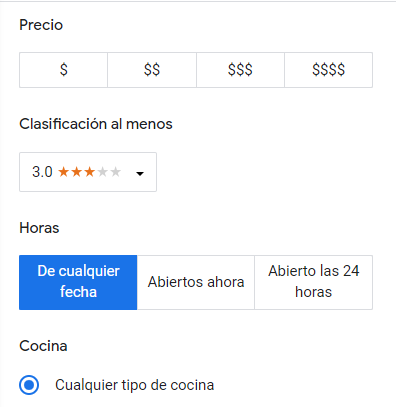 Precio
$ $$ $$$ $$$$
Clasificación al menos
3.0
Horas
De cualquier
fecha
Abiertos ahora
Abierto las 24
horas
Cocina
Cualquier tipo de cocina